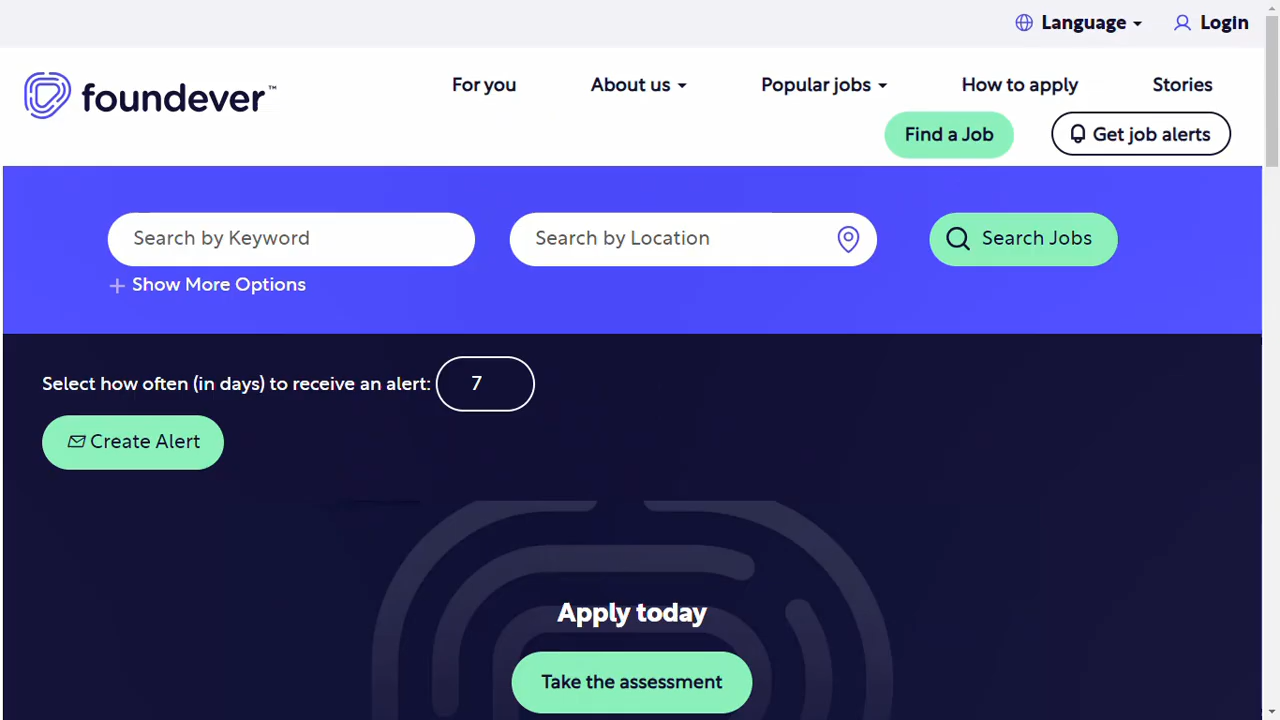 Language
Login
foundever™
For you
About us
Popular jobs
How to apply
Stories
Find a Job
Get job alerts
Search by Keyword
Search by Location
Search Jobs
Show More Options
Select how often (in days) to receive an alert: 7
Create Alert
Apply today
Take the assessment